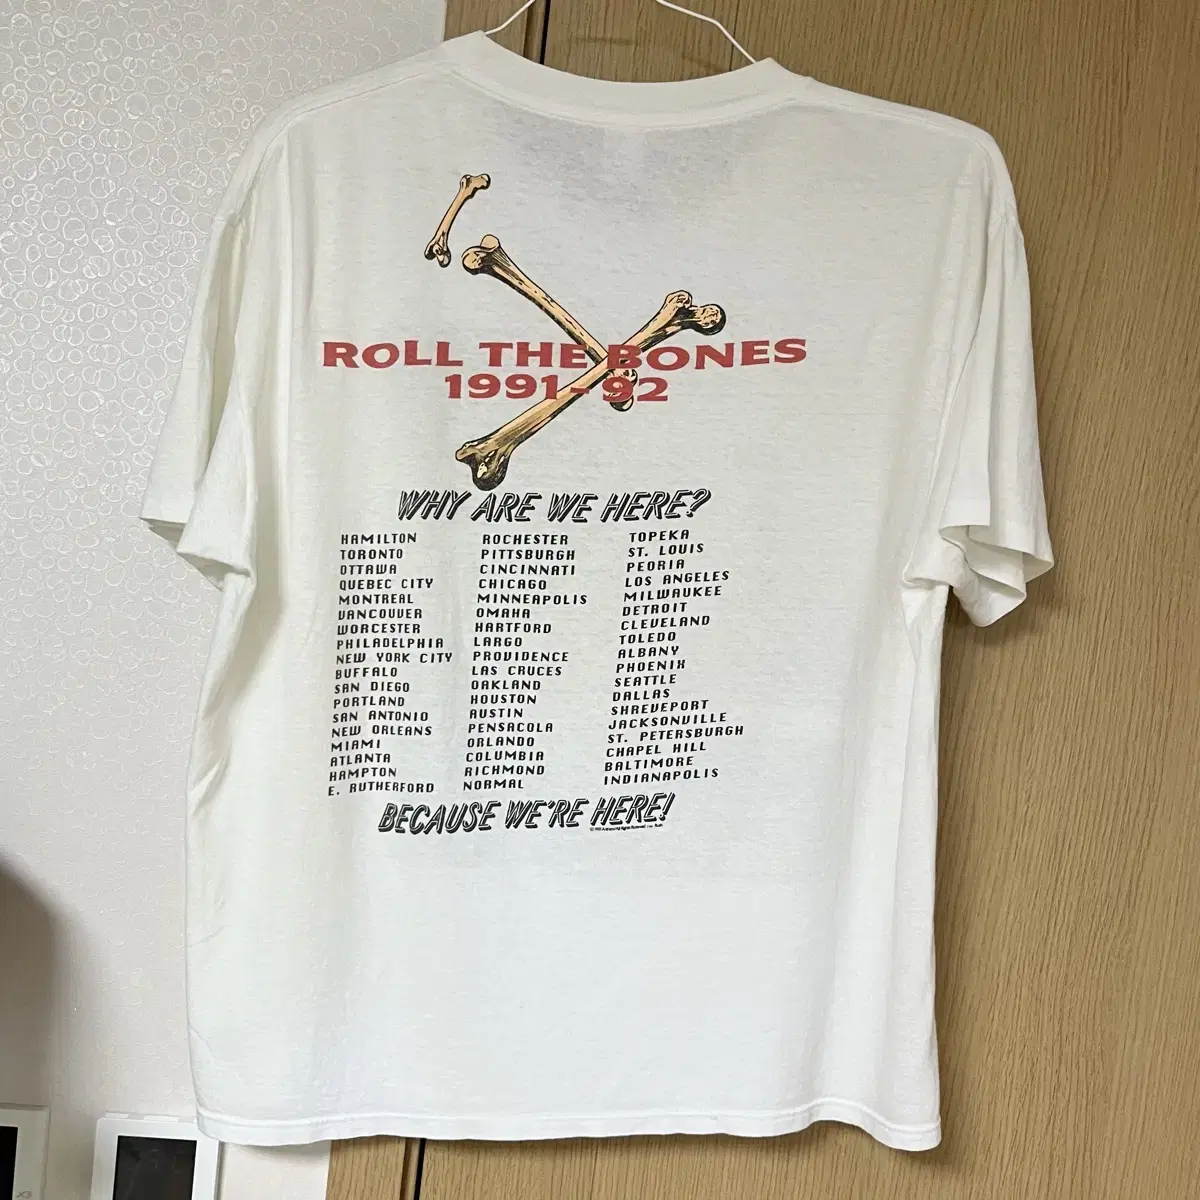 ROLL THE BONES
1991-92
WHY ARE WE HERE?
HAMILTON
TORONTO
OTTAWA
QUEBEC CITY
MONTREAL
VANCOUVER
WORCESTER
PHILADELPHIA
NEW YORK CITY
BUFFALO
SAN DIEGO
PORTLAND
SAN ANTONIO
NEW ORLEANS
MIAMI
ATLANTA
HAMPTON
E. RUTHERFORD
ROCHESTER
PITTSBURGH
CINCINNATI
CHICAGO
MINNEAPOLIS
OMAHA
HARTFORD
LARGO
PROVIDENCE
LAS CRUCES
OAKLAND
HOUSTON
AUSTIN
PENSACOLA
ORLANDO
COLUMBIA
RICHMOND
NORMAL
TOPEKA
ST. LOUIS
PEORIA
LOS ANGELES
MILWAUKEE
DETROIT
CLEVELAND
TOLEDO
ALBANY
PHOENIX
SEATTLE
DALLAS
SHREVEPORT
JACKSONVILLE
ST. PETERSBURGH
CHAPEL HILL
BALTIMORE
INDIANAPOLIS
BECAUSE WE'RE HERE!